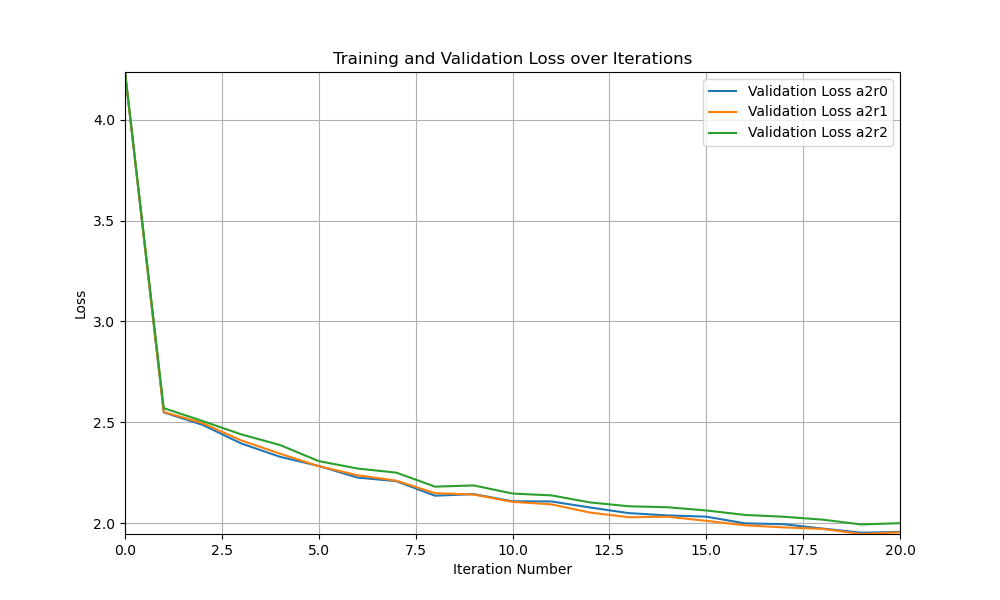 Training and Validation Loss over Iterations
Validation Loss a2r0
Validation Loss a2r1
Validation Loss a2r2
Loss
4.0
3.5
3.0
2.5
2.0
0.0 2.5 5.0 7.5 10.0 12.5 15.0 17.5 20.0
Iteration Number